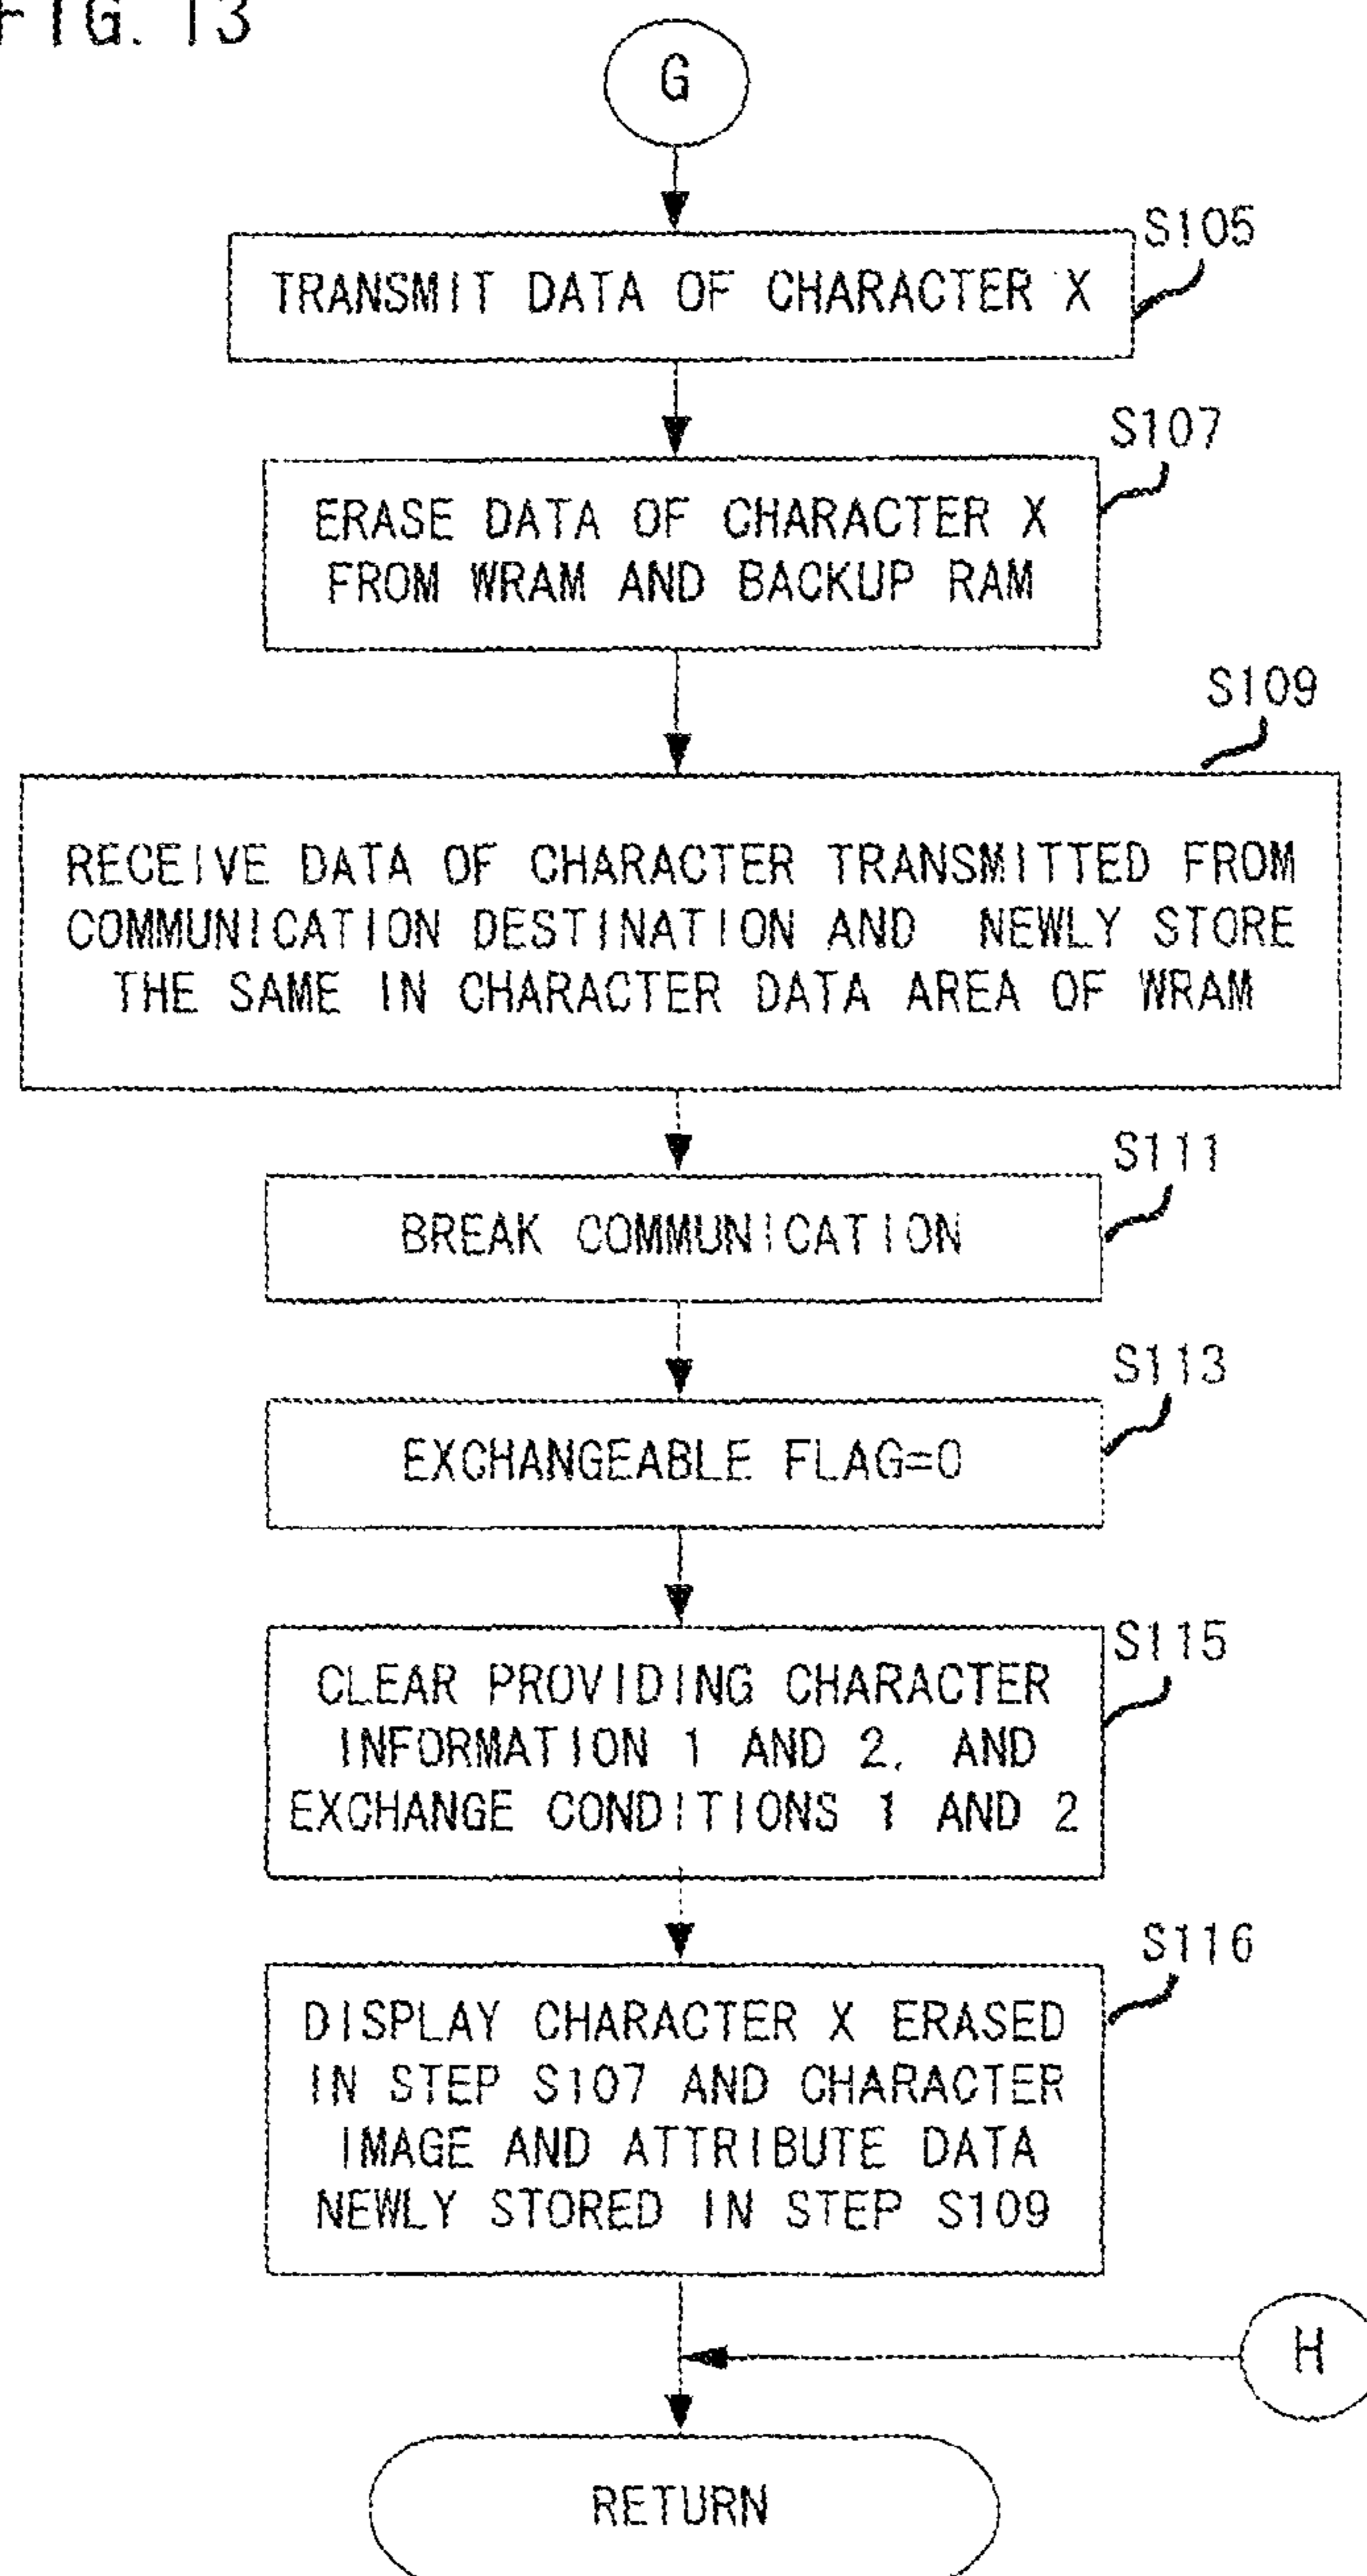 FIG. 13
G
S105
TRANSMIT DATA OF CHARACTER X
S107
ERASE DATA OF CHARACTER X
FROM WRAM AND BACKUP RAM
S109
RECEIVE DATA OF CHARACTER TRANSMITTED FROM
COMMUNICATION DESTINATION AND NEWLY STORE
THE SAME IN CHARACTER DATA AREA OF WRAM
S111
BREAK COMMUNICATION
S113
EXCHANGEABLE FLAG=0
S115
CLEAR PROVIDING CHARACTER
INFORMATION 1 AND 2, AND
EXCHANGE CONDITIONS 1 AND 2
S116
DISPLAY CHARACTER X ERASED
IN STEP S107 AND CHARACTER
IMAGE AND ATTRIBUTE DATA
NEWLY STORED IN STEP S109
H
RETURN